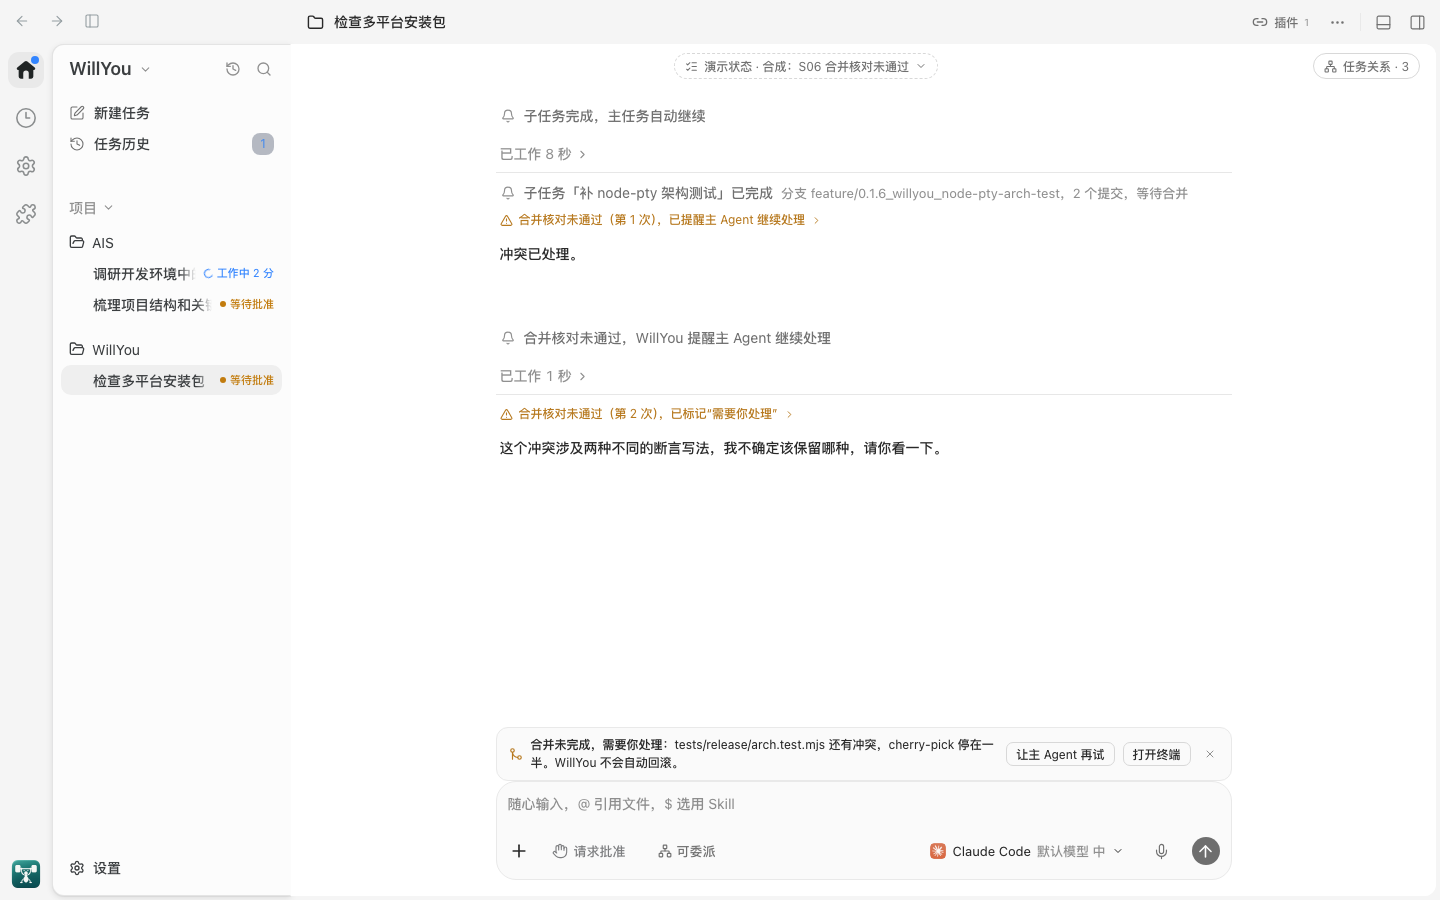 检查多平台安装包
插件 1
WillYou
演示状态 · 合成：S06 合并核对未通过
任务关系 · 3
新建任务
任务历史
1
项目
AIS
调研开发环境中
工作中 2 分
梳理项目结构和关
等待批准
WillYou
检查多平台安装包
等待批准
设置
子任务完成，主任务自动继续
已工作 8 秒
子任务「补 node-pty 架构测试」已完成 分支 feature/0.1.6_willyou_node-pty-arch-test，2 个提交，等待合并
合并核对未通过（第 1 次），已提醒主 Agent 继续处理
冲突已处理。
合并核对未通过，WillYou 提醒主 Agent 继续处理
已工作 1 秒
合并核对未通过（第 2 次），已标记“需要你处理”
这个冲突涉及两种不同的断言写法，我不确定该保留哪种，请你看一下。
合并未完成，需要你处理：tests/release/arch.test.mjs 还有冲突，cherry-pick 停在一
半。WillYou 不会自动回滚。
让主 Agent 再试
打开终端
随心输入，@ 引用文件，$ 选用 Skill
请求批准
可委派
Claude Code 默认模型 中